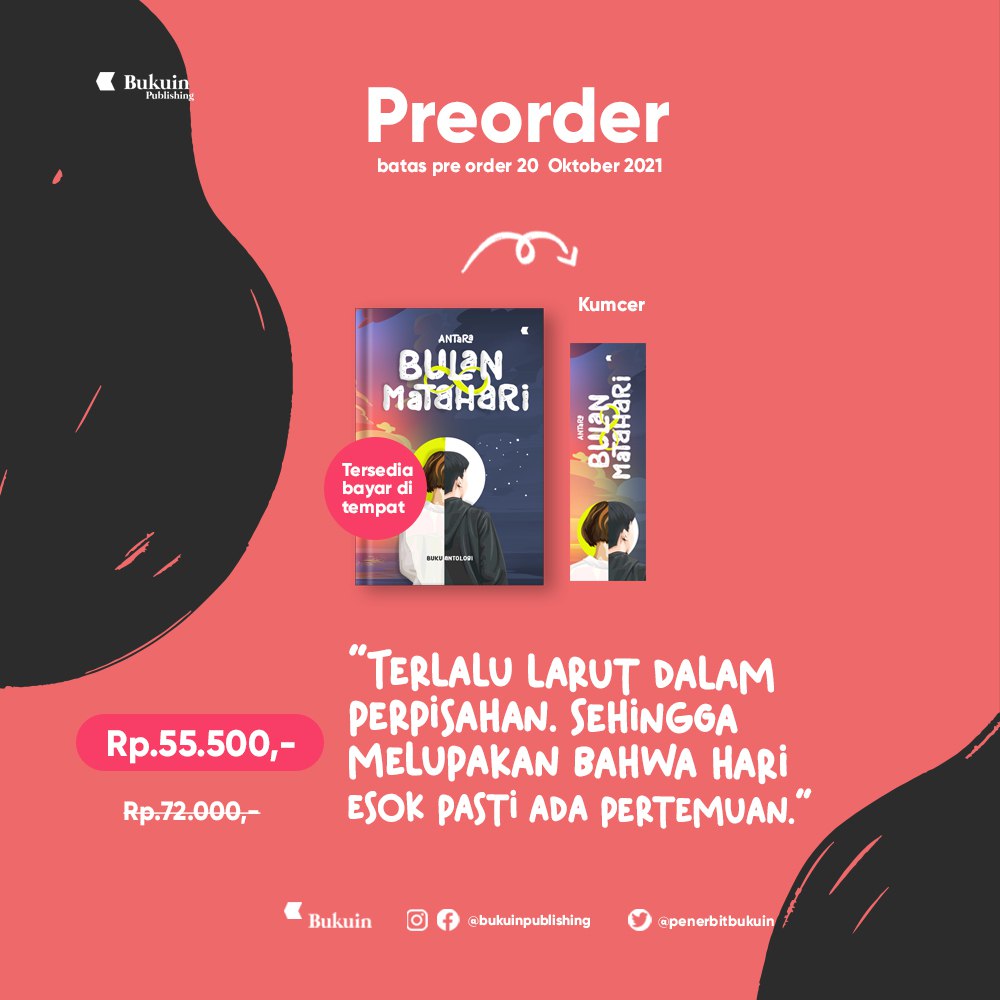 Bukuin
Publishing
Preorder
batas pre order 20 Oktober 2021
Kumcer
ANTaRa
BULaN
MaTaHaRi
Tersedia
bayar di
tempat
BUKU aNTOLOGI
ANTaRa
BULaN
MaTaHaRi
"TERLALU LARUT DALAM
PERPiSAHAN. SEHiNGGA
MELUPAKAN BAHWA HARi
ESOK PASTi ADA PERTEMUAN."
Rp.55.500,-
Rp.72.000,-
Bukuin
@bukuinpublishing
@penerbitbukuin